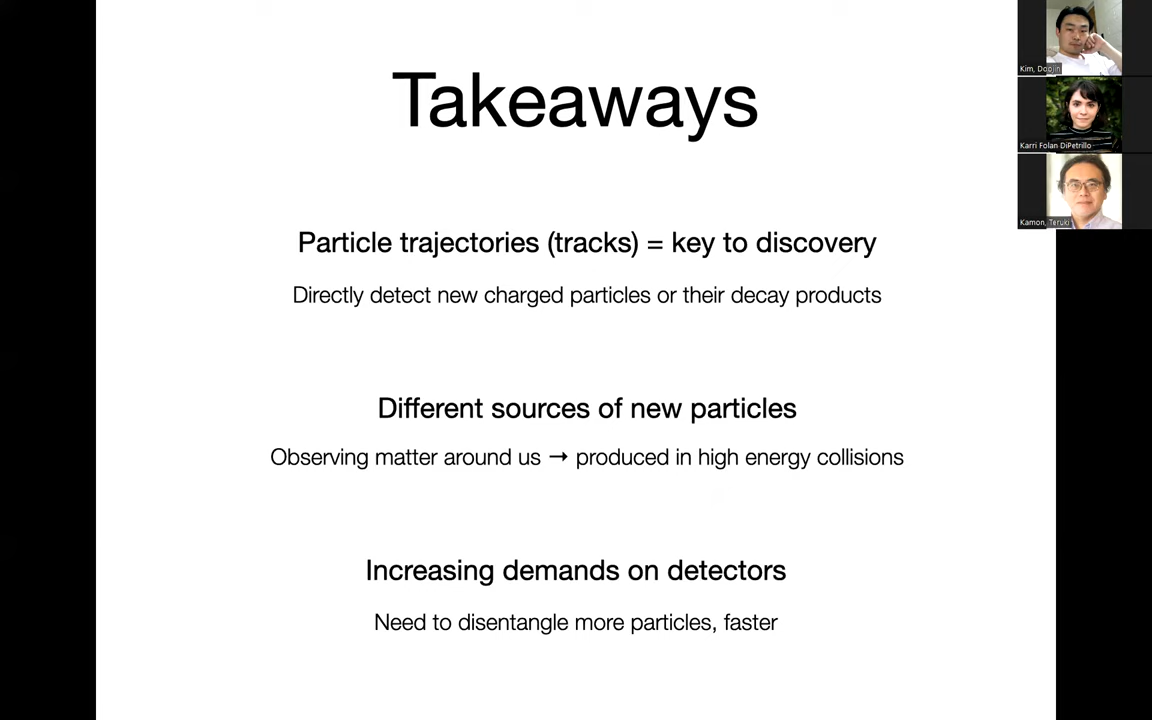 Takeaways
Particle trajectories (tracks) = key to discovery
Directly detect new charged particles or their decay products
Different sources of new particles
Observing matter around us → produced in high energy collisions
Increasing demands on detectors
Need to disentangle more particles, faster
Kim, Doojin
Karri Folan DiPetrillo
Kamon, Teruki